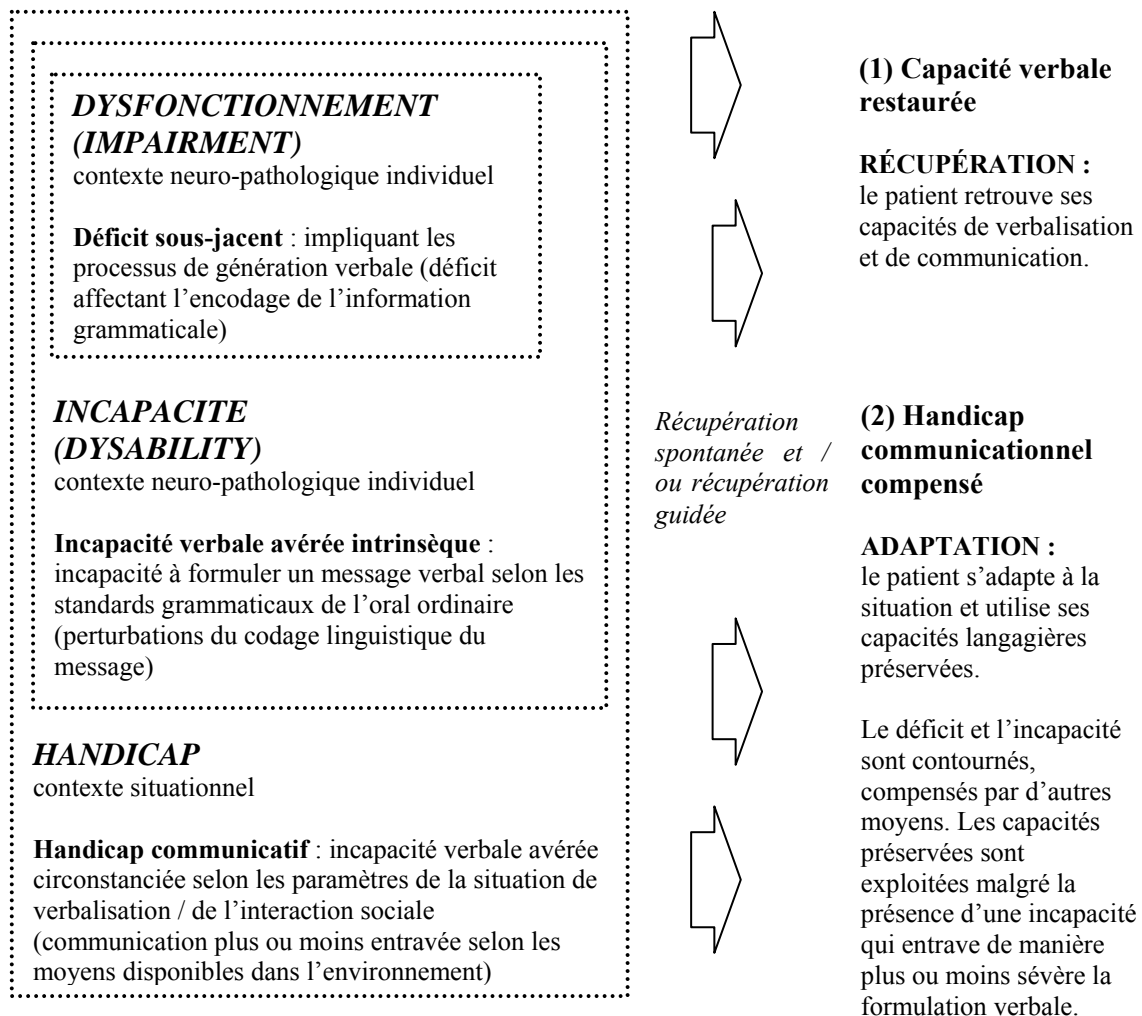 DYSFONCTIONNEMENT
(IMPAIRMENT)
contexte neuro-pathologique individuel
Déficit sous-jacent : impliquant les
processus de génération verbale (déficit
affectant l’encodage de l’information
grammaticale)
INCAPACITE
(DYSABILITY)
contexte neuro-pathologique individuel
Incapacité verbale avérée intrinsèque :
incapacité à formuler un message verbal selon les
standards grammaticaux de l’oral ordinaire
(perturbations du codage linguistique du
message)
HANDICAP
contexte situationnel
Handicap communicatif : incapacité verbale avérée
circonstanciée selon les paramètres de la situation de
verbalisation / de l’interaction sociale
(communication plus ou moins entravée selon les
moyens disponibles dans l’environnement)
Récupération
spontanée et /
ou récupération
guidée
(1) Capacité verbale
restaurée
RÉCUPÉRATION :
le patient retrouve ses
capacités de verbalisation
et de communication.
(2) Handicap
communicationnel
compensé
ADAPTATION :
le patient s’adapte à la
situation et utilise ses
capacités langagières
préservées.
Le déficit et l’incapacité
sont contournés,
compensés par d’autres
moyens. Les capacités
préservées sont
exploitées malgré la
présence d’une incapacité
qui entrave de manière
plus ou moins sévère la
formulation verbale.